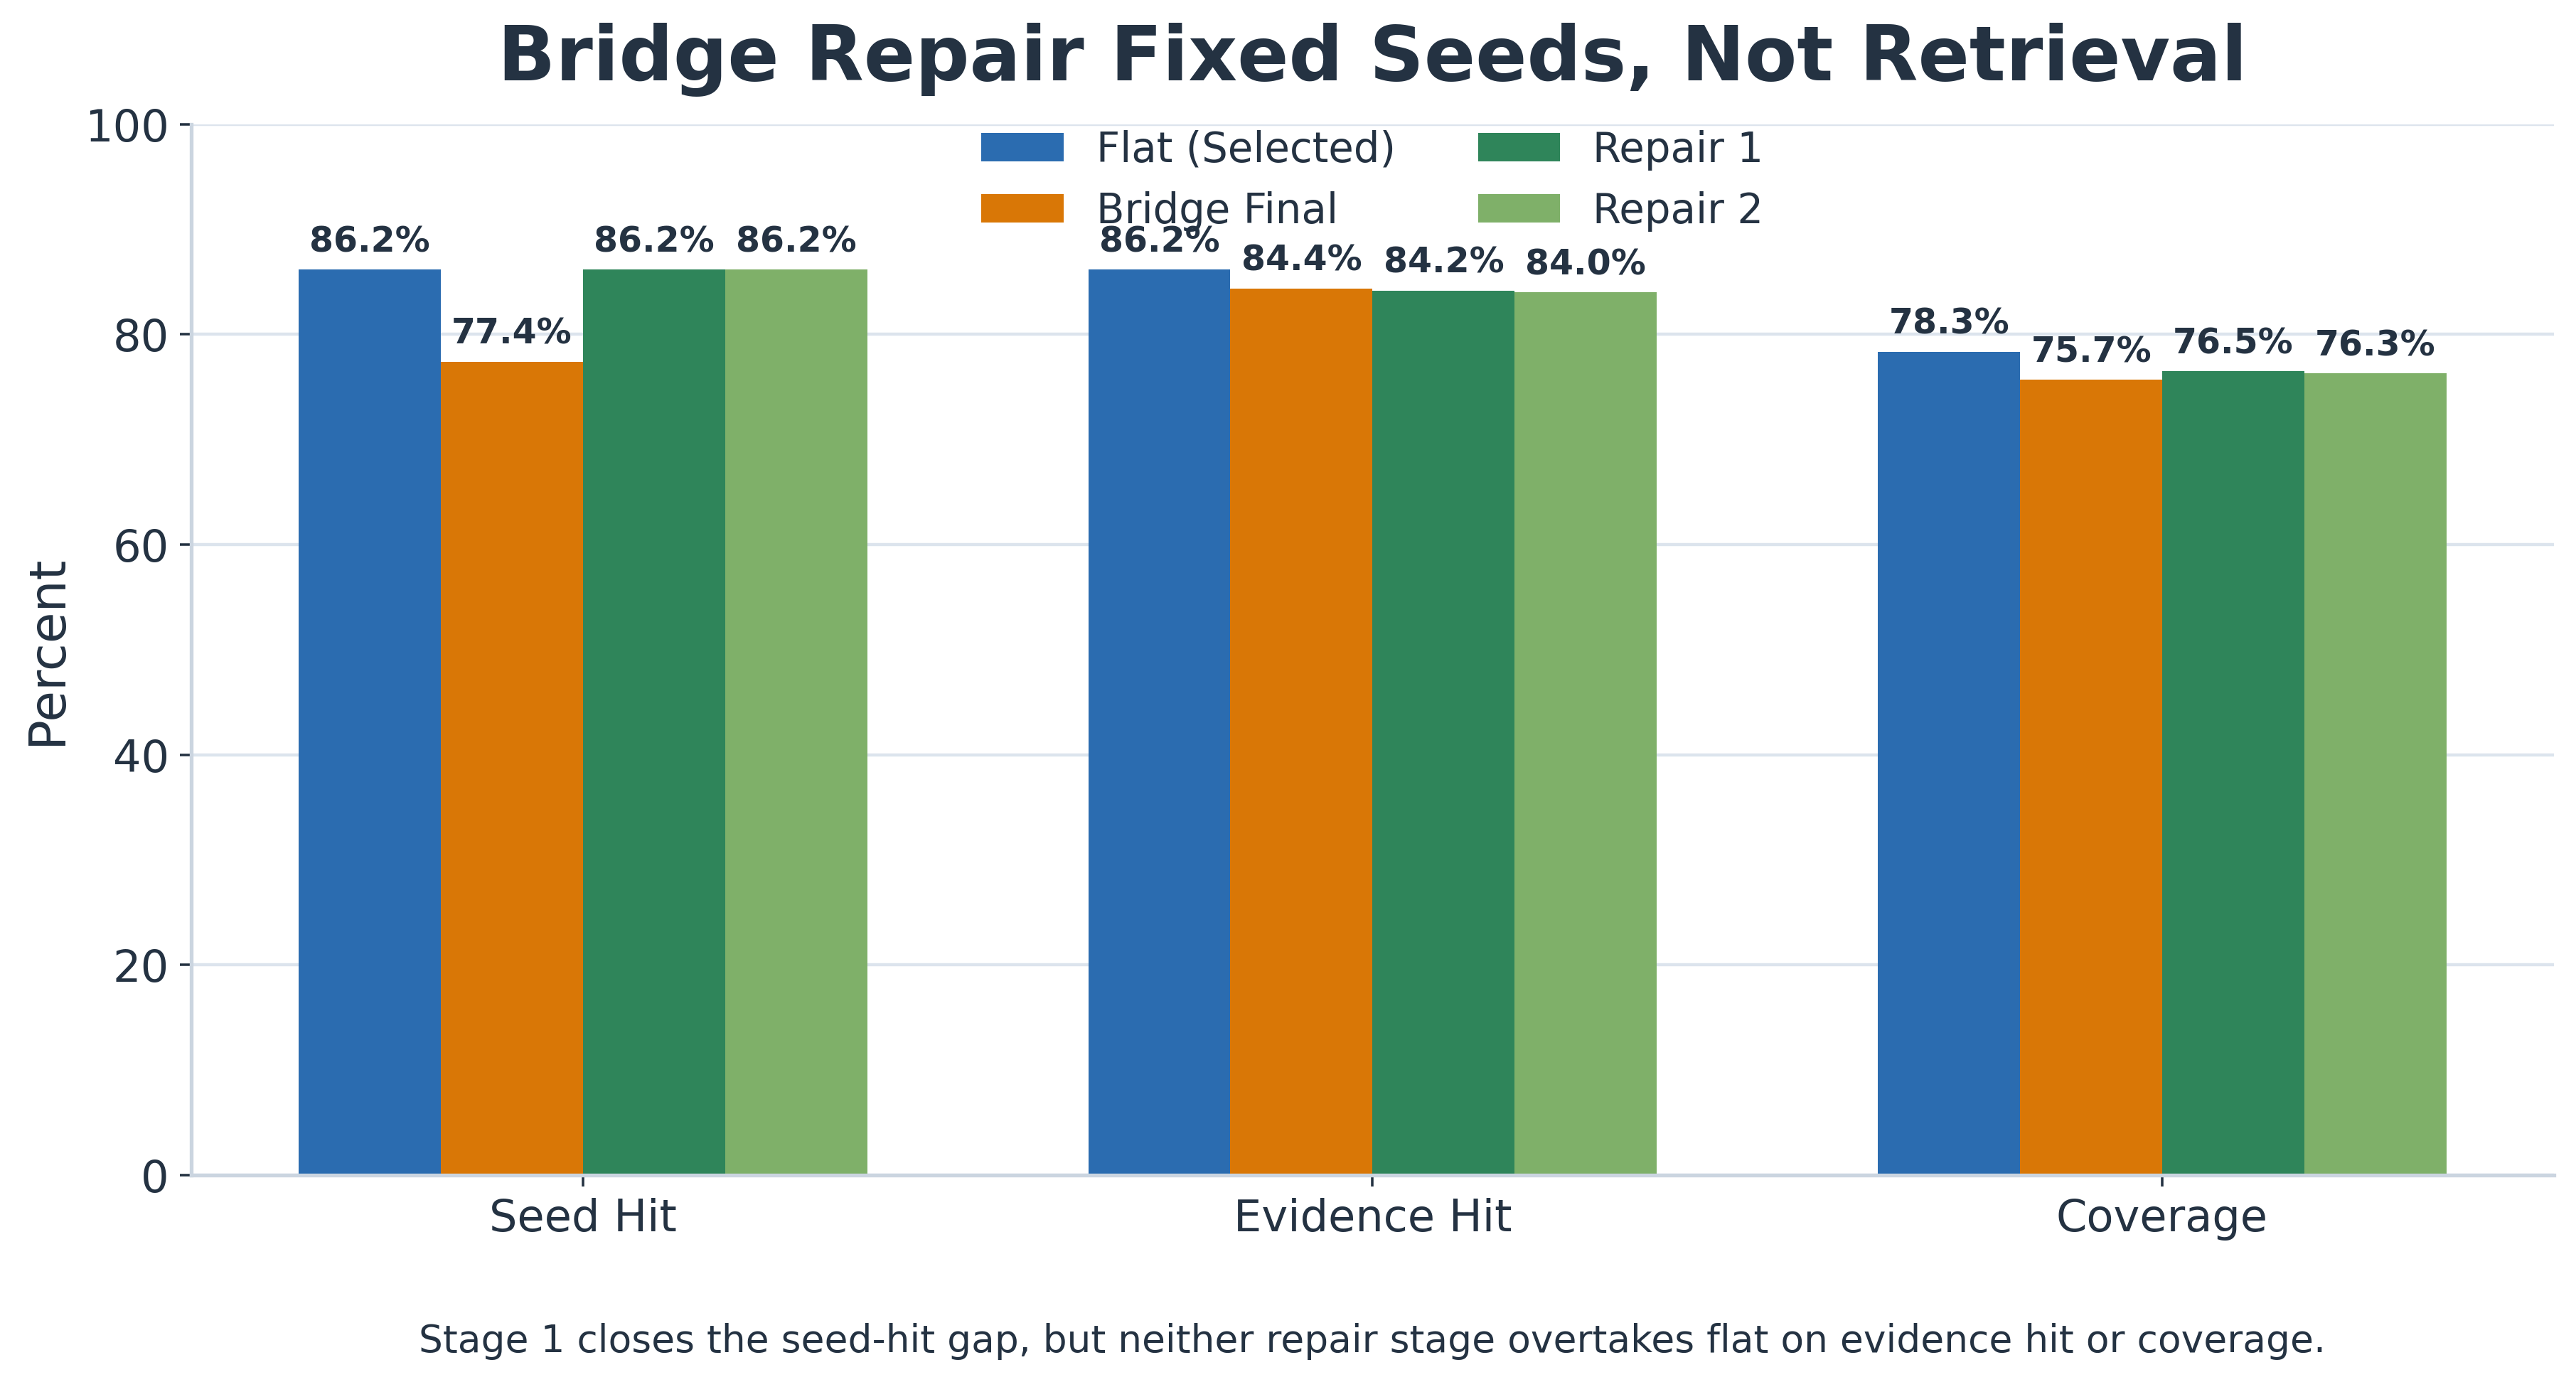 Bridge Repair Fixed Seeds, Not Retrieval
Percent
100
80
60
40
20
0
Flat (Selected)
Bridge Final
Repair 1
Repair 2
86.2%
77.4%
86.2%
86.2%
86.2%
84.4%
84.2%
84.0%
78.3%
75.7%
76.5%
76.3%
Seed Hit
Evidence Hit
Coverage
Stage 1 closes the seed-hit gap, but neither repair stage overtakes flat on evidence hit or coverage.